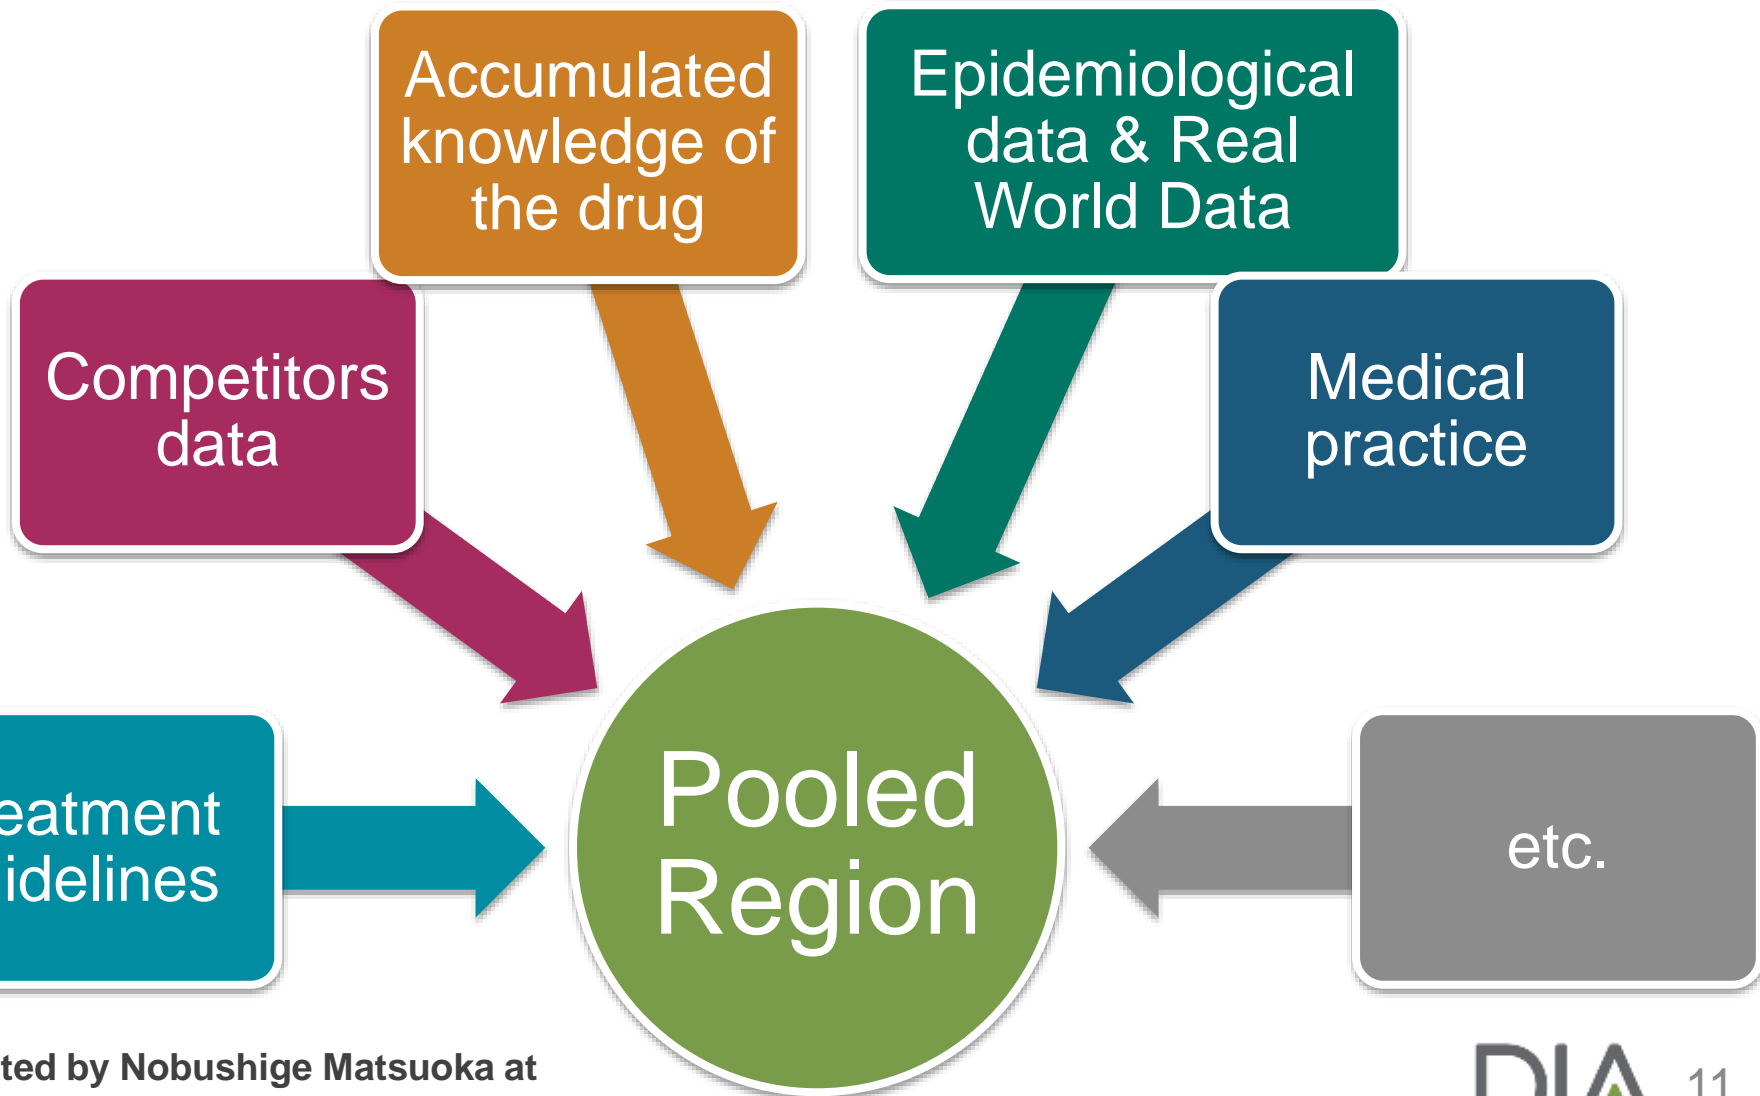 Accumulated
knowledge of
the drug
Epidemiological
data & Real
World Data
Competitors
data
Medical
practice
eatment
idelines
Pooled
Region
etc.
ted by Nobushige Matsuoka at
DIA
11